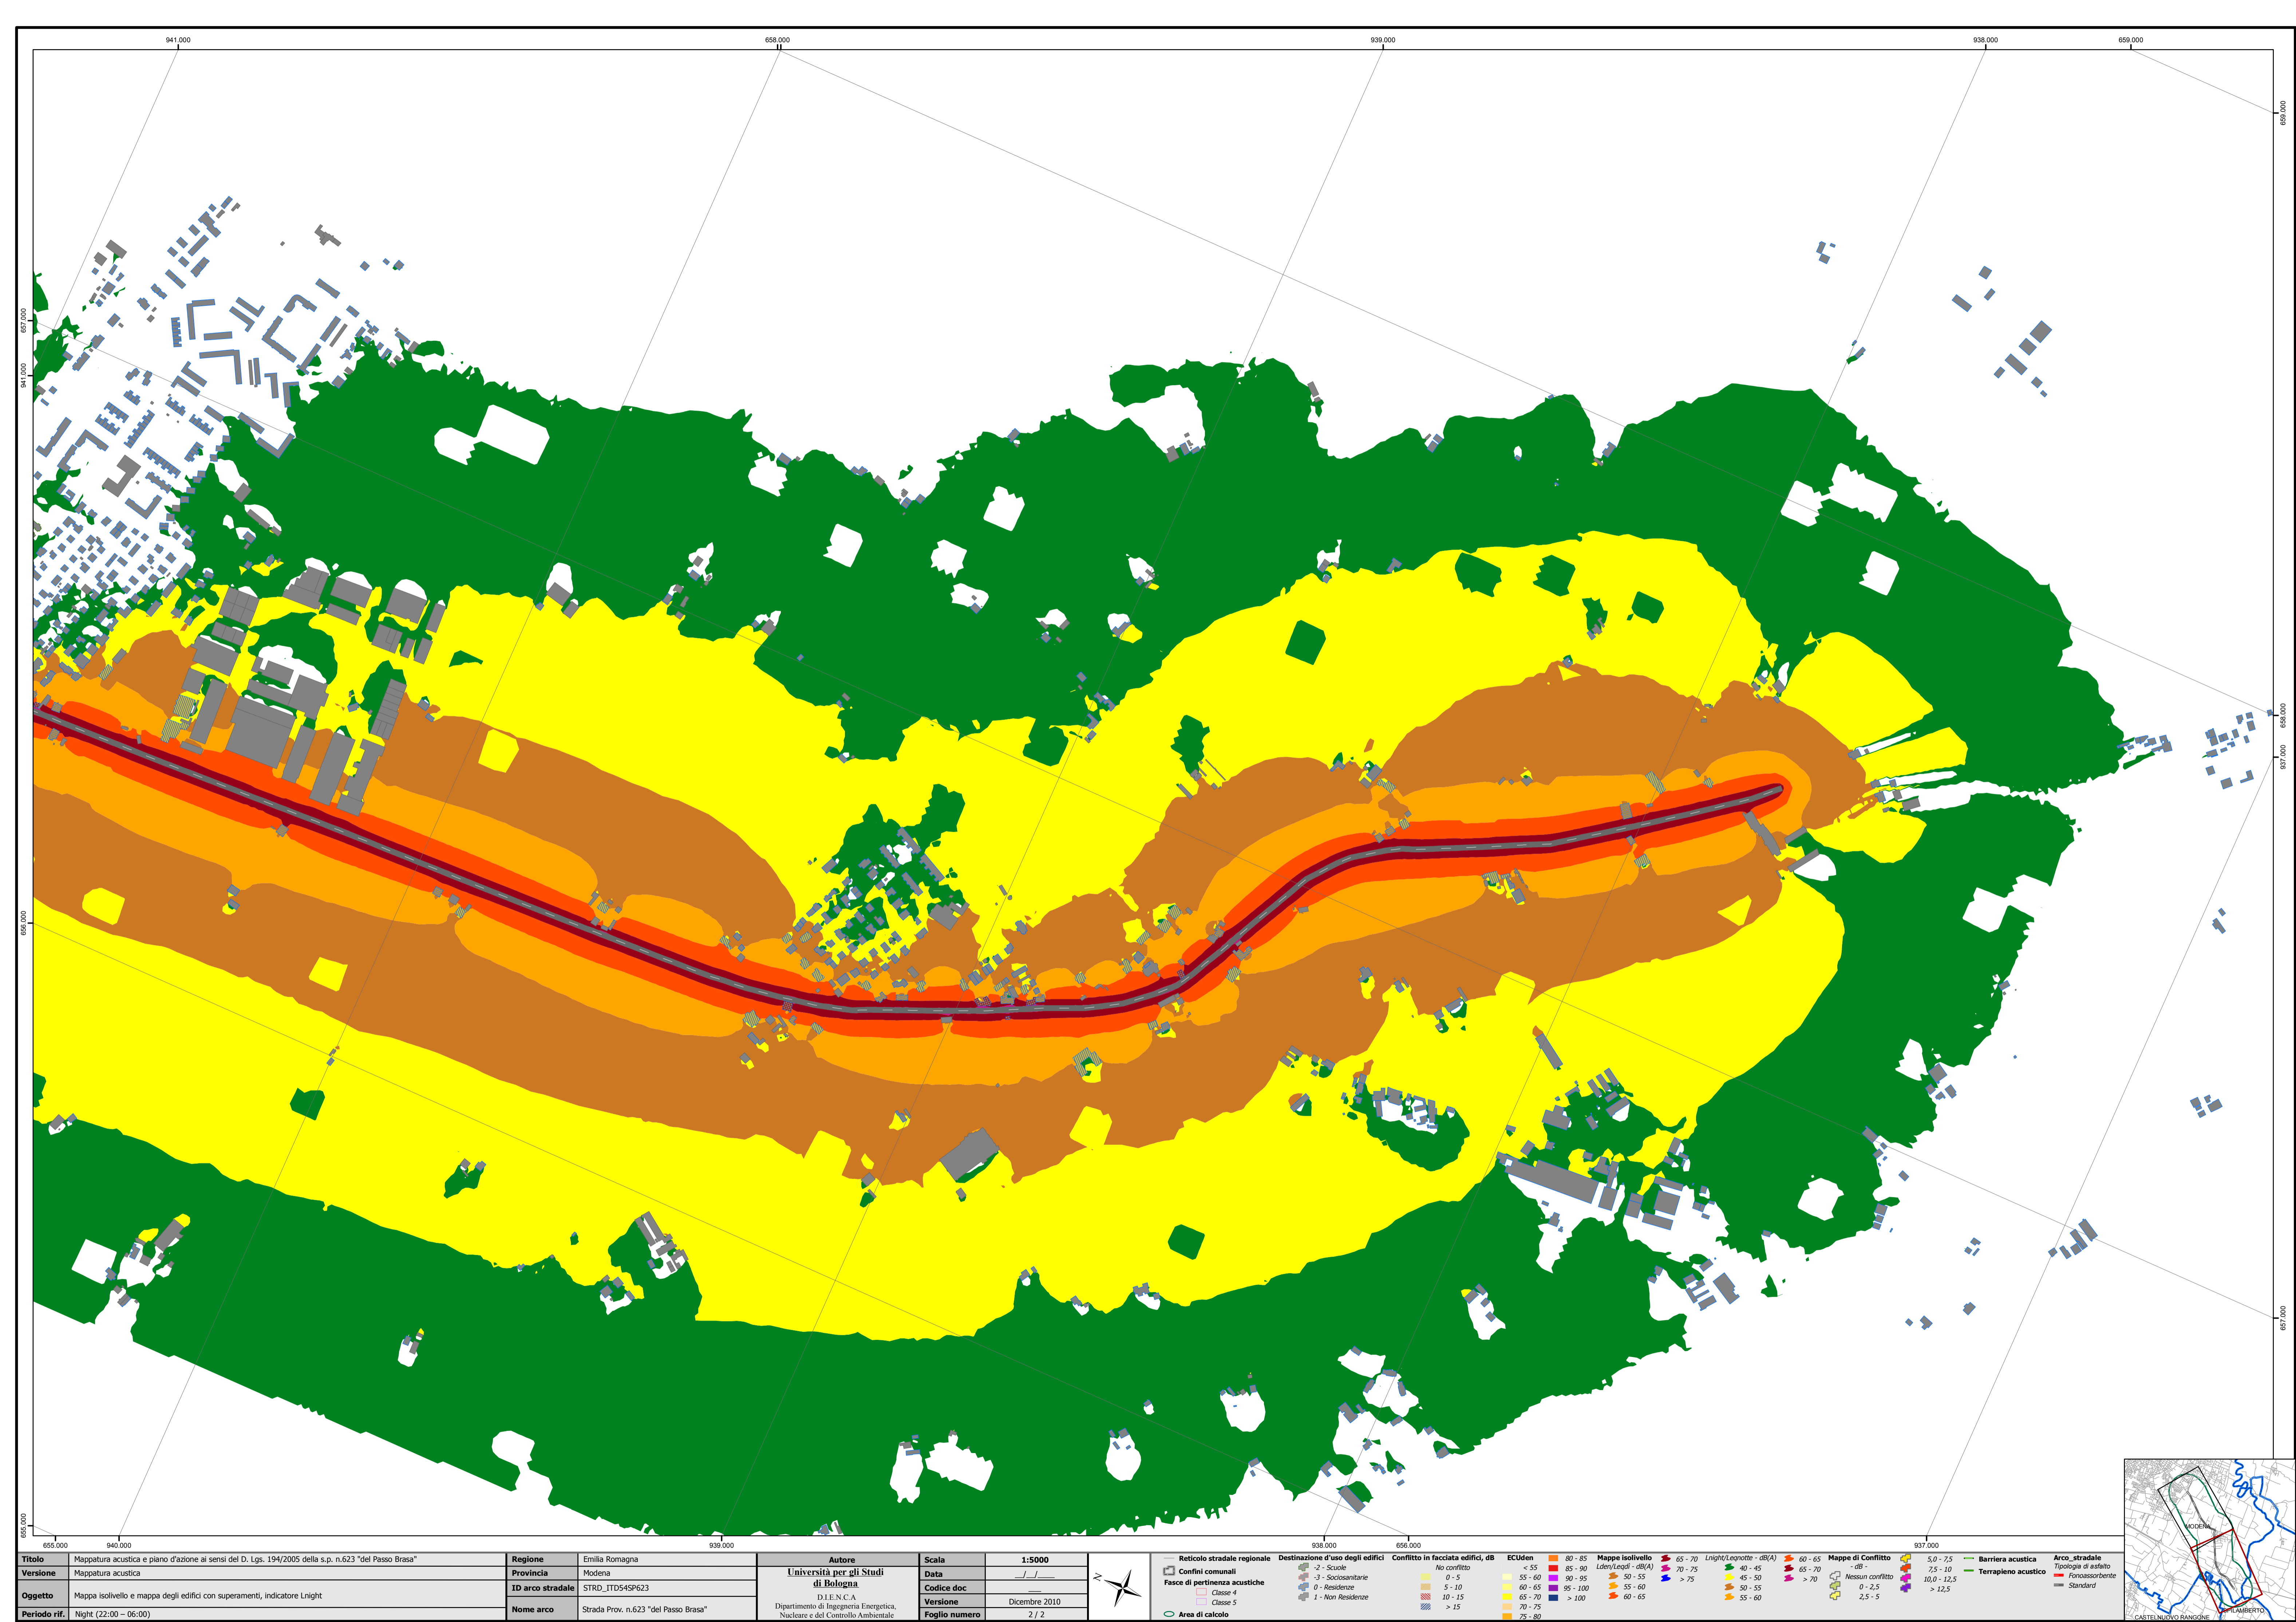 941.000
658.000
939.000
938.000
659.000
659.000
657.000
941.000
658.000
937.000
656.000
657.000
655.000
655.000
940.000
939.000
938.000
656.000
937.000
MODENA
SPILAMBERTO
CASTELNUOVO RANGONE
Titolo
Mappatura acustica e piano d'azione ai sensi del D. Lgs. 194/2005 della s.p. n.623 "del Passo Brasa"
Versione
Mappatura acustica
Oggetto
Mappa isolivello e mappa degli edifici con superamenti, indicatore Lnight
Periodo rif.
Night (22:00 – 06:00)
Regione
Emilia Romagna
Provincia
Modena
ID arco stradale
STRD_ITD54SP623
Nome arco
Strada Prov. n.623 "del Passo Brasa"
Autore
Università per gli Studi
di Bologna
D.I.E.N.C.A
Dipartimento di Ingegneria Energetica,
Nucleare e del Controllo Ambientale
Scala
1:5000
Data
__/__/____
Codice doc
___
Versione
Dicembre 2010
Foglio numero
2 / 2
N
Reticolo stradale regionale
Confini comunali
Fasce di pertinenza acustiche
Classe 4
Classe 5
Area di calcolo
Destinazione d'uso degli edifici
-2 - Scuole
-3 - Sociosanitarie
0 - Residenze
1 - Non Residenze
Conflitto in facciata edifici, dB
No conflitto
0 - 5
5 - 10
10 - 15
> 15
ECUden
< 55
55 - 60
60 - 65
65 - 70
70 - 75
75 - 80
80 - 85
85 - 90
90 - 95
95 - 100
> 100
Mappe isolivello
Lden/Leqdì - dB(A)
50 - 55
55 - 60
60 - 65
65 - 70
70 - 75
> 75
Lnight/Leqnotte - dB(A)
40 - 45
45 - 50
50 - 55
55 - 60
60 - 65
65 - 70
> 70
Mappe di Conflitto
- dB -
Nessun conflitto
0 - 2,5
2,5 - 5
5,0 - 7,5
7,5 - 10
10,0 - 12,5
> 12,5
Barriera acustica
Terrapieno acustico
Arco_stradale
Tipologia di asfalto
Fonoassorbente
Standard